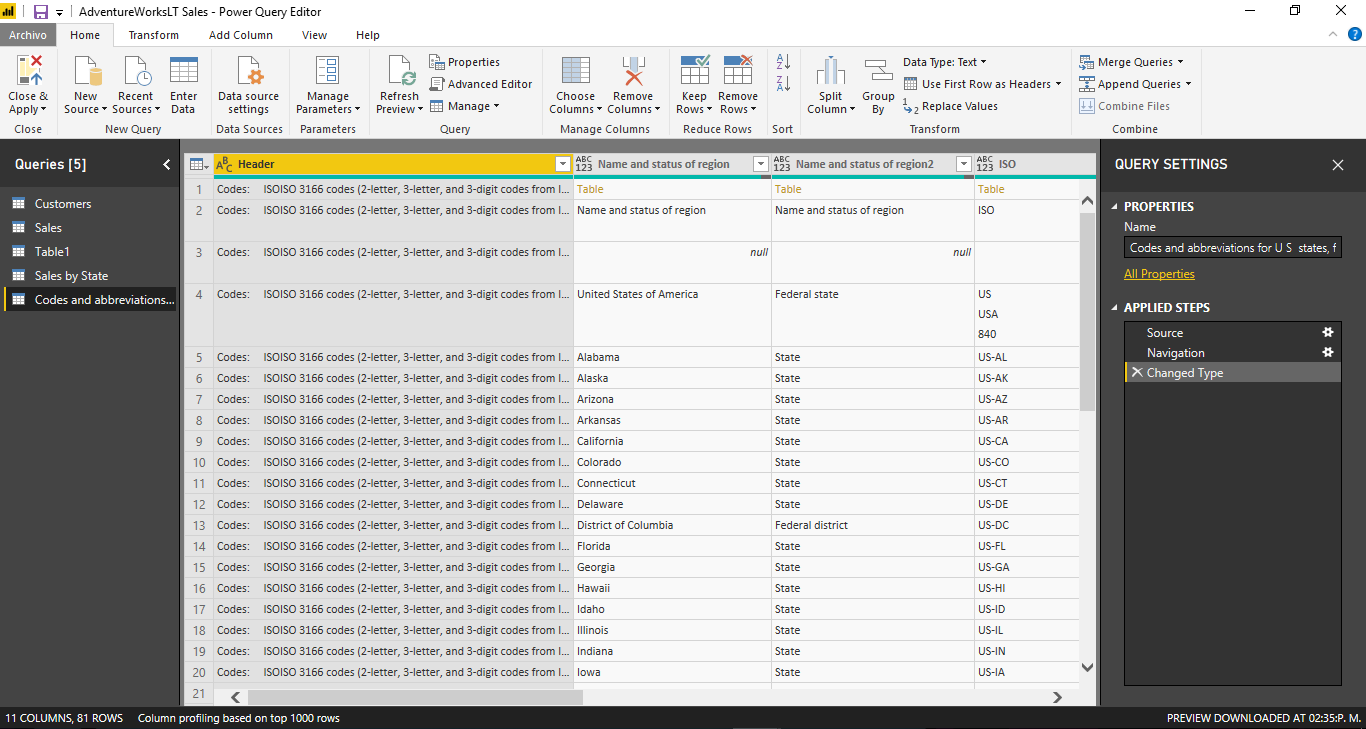 AdventureWorksLT Sales - Power Query Editor
Archivo Home Transform Add Column View Help
Close & Apply
New Source
Recent Sources
Enter Data
Data source settings
Manage Parameters
Refresh Preview
Properties
Advanced Editor
Manage
Choose Columns
Remove Columns
Keep Rows
Remove Rows
Split Column
Group By
Data Type: Text
Use First Row as Headers
Replace Values
Merge Queries
Append Queries
Combine Files
Close New Query Data Sources Parameters Query Manage Columns Reduce Rows Sort Transform Combine
Queries [5]
Customers
Sales
Table1
Sales by State
Codes and abbreviations...
ABC Header ABC 123 Name and status of region ABC 123 Name and status of region2 ABC 123 ISO
1 Codes: ISOISO 3166 codes (2-letter, 3-letter, and 3-digit codes from I... Table Table Table
2 Codes: ISOISO 3166 codes (2-letter, 3-letter, and 3-digit codes from I... Name and status of region Name and status of region ISO
3 Codes: ISOISO 3166 codes (2-letter, 3-letter, and 3-digit codes from I... null null
4 Codes: ISOISO 3166 codes (2-letter, 3-letter, and 3-digit codes from I... United States of America Federal state US
USA
840
5 Codes: ISOISO 3166 codes (2-letter, 3-letter, and 3-digit codes from I... Alabama State US-AL
6 Codes: ISOISO 3166 codes (2-letter, 3-letter, and 3-digit codes from I... Alaska State US-AK
7 Codes: ISOISO 3166 codes (2-letter, 3-letter, and 3-digit codes from I... Arizona State US-AZ
8 Codes: ISOISO 3166 codes (2-letter, 3-letter, and 3-digit codes from I... Arkansas State US-AR
9 Codes: ISOISO 3166 codes (2-letter, 3-letter, and 3-digit codes from I... California State US-CA
10 Codes: ISOISO 3166 codes (2-letter, 3-letter, and 3-digit codes from I... Colorado State US-CO
11 Codes: ISOISO 3166 codes (2-letter, 3-letter, and 3-digit codes from I... Connecticut State US-CT
12 Codes: ISOISO 3166 codes (2-letter, 3-letter, and 3-digit codes from I... Delaware State US-DE
13 Codes: ISOISO 3166 codes (2-letter, 3-letter, and 3-digit codes from I... District of Columbia Federal district US-DC
14 Codes: ISOISO 3166 codes (2-letter, 3-letter, and 3-digit codes from I... Florida State US-FL
15 Codes: ISOISO 3166 codes (2-letter, 3-letter, and 3-digit codes from I... Georgia State US-GA
16 Codes: ISOISO 3166 codes (2-letter, 3-letter, and 3-digit codes from I... Hawaii State US-HI
17 Codes: ISOISO 3166 codes (2-letter, 3-letter, and 3-digit codes from I... Idaho State US-ID
18 Codes: ISOISO 3166 codes (2-letter, 3-letter, and 3-digit codes from I... Illinois State US-IL
19 Codes: ISOISO 3166 codes (2-letter, 3-letter, and 3-digit codes from I... Indiana State US-IN
20 Codes: ISOISO 3166 codes (2-letter, 3-letter, and 3-digit codes from I... Iowa State US-IA
21
QUERY SETTINGS
PROPERTIES
Name
Codes and abbreviations for U S states, f
All Properties
APPLIED STEPS
Source
Navigation
Changed Type
11 COLUMNS, 81 ROWS Column profiling based on top 1000 rows PREVIEW DOWNLOADED AT 02:35:P. M.